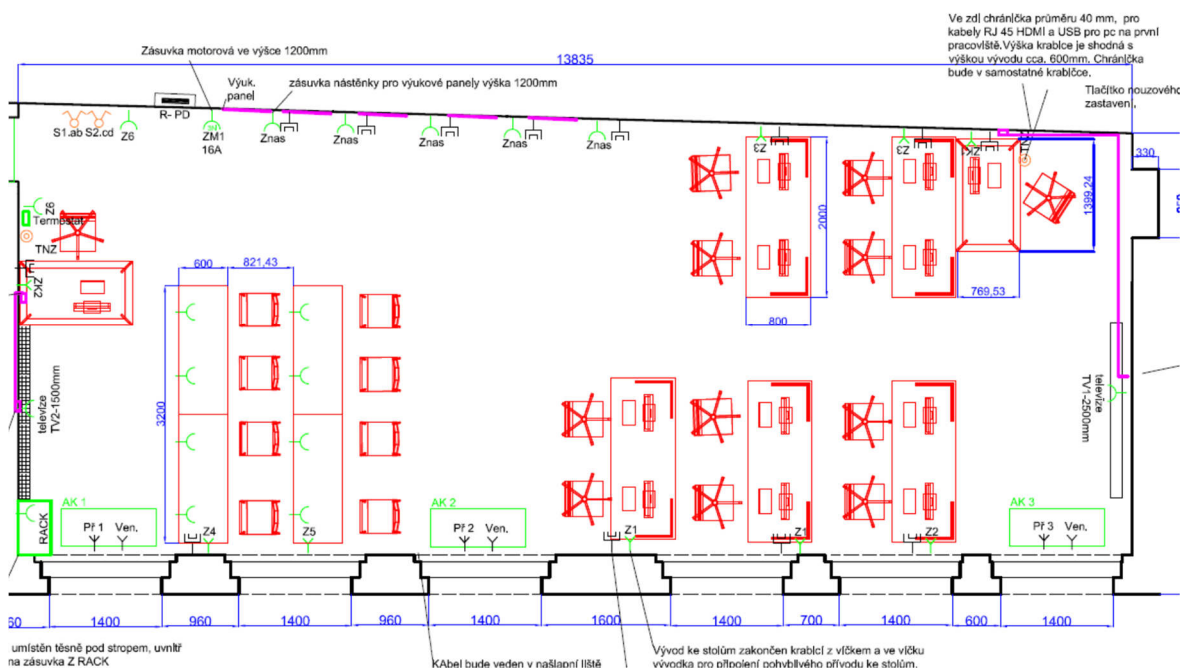 Ve zdí chránička průměru 40 mm, pro
kabely RJ 45 HDMI a USB pro pc na první
pracoviště.Výška krabice je shodná s
výškou vývodu cca. 600mm. Chránička
bude v samostatné krabičce.
Zásuvka motorová ve výšce 1200mm
13835
Výuk.
panel
zásuvka nástěnky pro výukové panely výška 1200mm
Tlačítko nouzového
zastavení,
R- PD
S1.ab S2.cd
Z6
ZM1
16A
Znas
Znas
Znas
Znas
Znas
Z3
Z3
ZK1
330
Z6
Termostat
TNZ
ZK2
2000
1399,24
600
821,43
769,53
800
3200
televize
TV2-1500mm
televize
TV1-2500mm
RACK
AK 1
Př 1 Ven.
Z4
Z5
AK 2
Př 2 Ven.
Z1
Z1
Z2
AK 3
Př 3 Ven.
60
1400
960
1400
960
1400
1600
1400
700
1400
600
1400
umístěn těsně pod stropem, uvnitř
na zásuvka Z RACK
KAbel bude veden v našlapní liště
Vývod ke stolům zakončen krabicí z víčkem a ve víčku
vývodka pro připojení pohyblivého přívodu ke stolům.